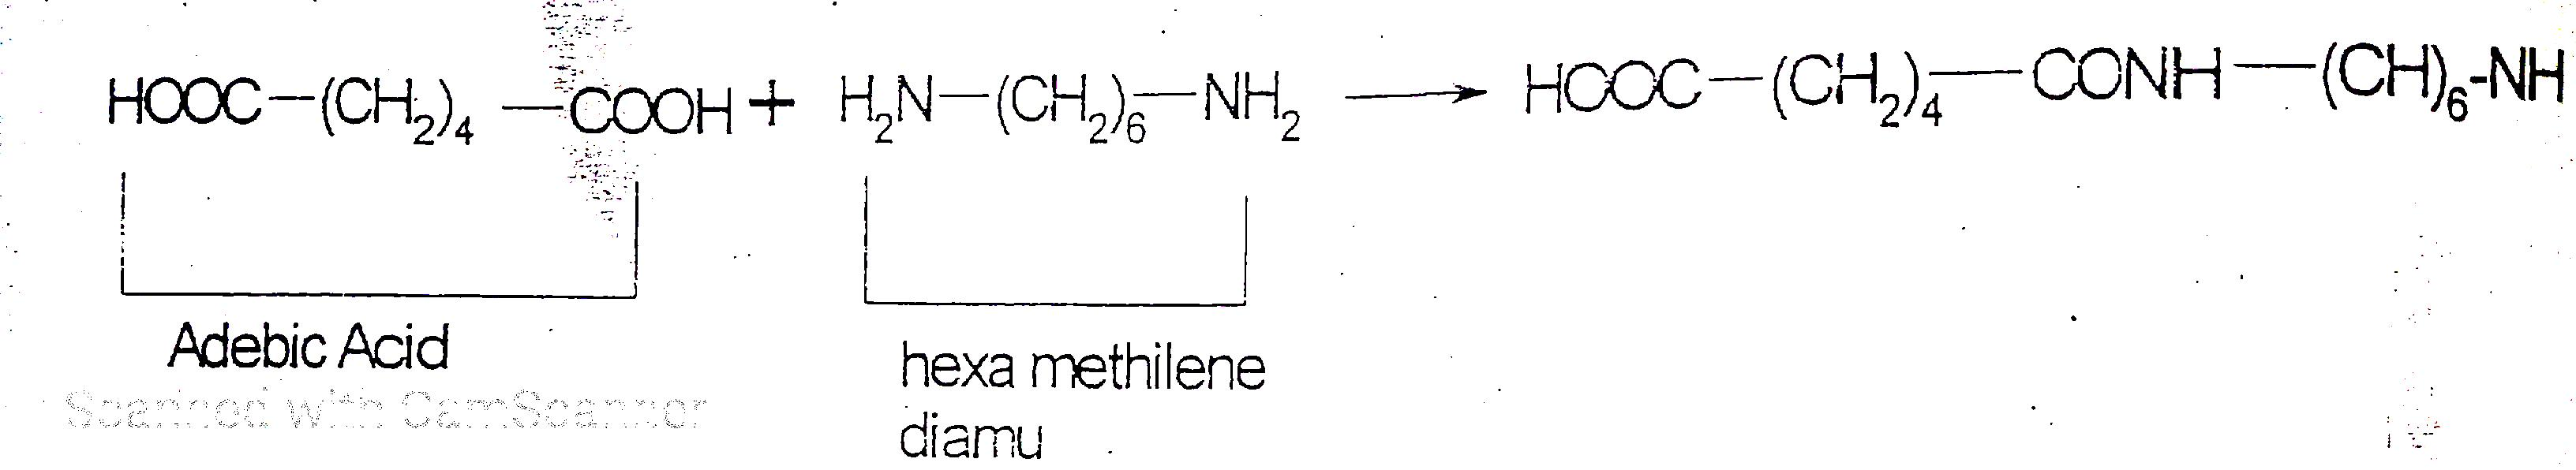 HOOC—(CH₂)₄ —COOH + H₂N—(CH₂)₆—NH₂ ⟶ HCOC—(CH₂)₄—CONH—(CH)₆-NH
Adebic Acid
hexa methilene
diamu
Scanned with CamScanner